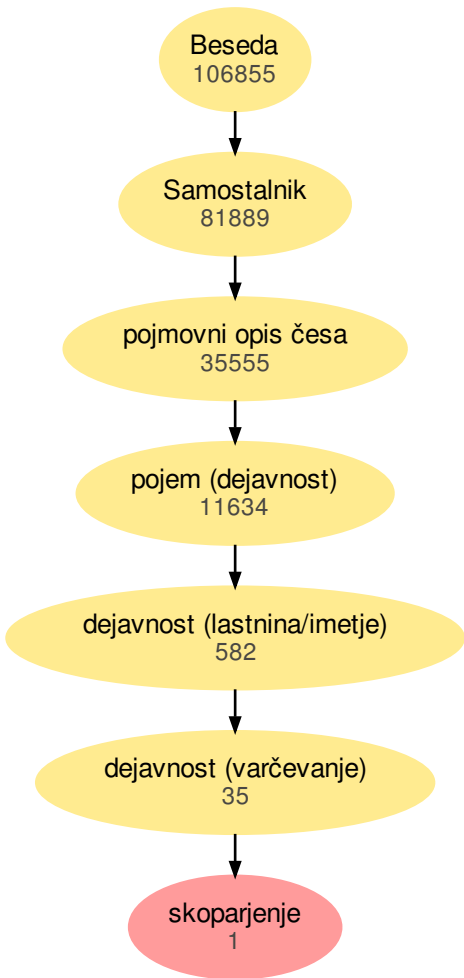 Beseda
106855
Samostalnik
81889
pojmovni opis česa
35555
pojem (dejavnost)
11634
dejavnost (lastnina/imetje)
582
dejavnost (varčevanje)
35
skoparjenje
1